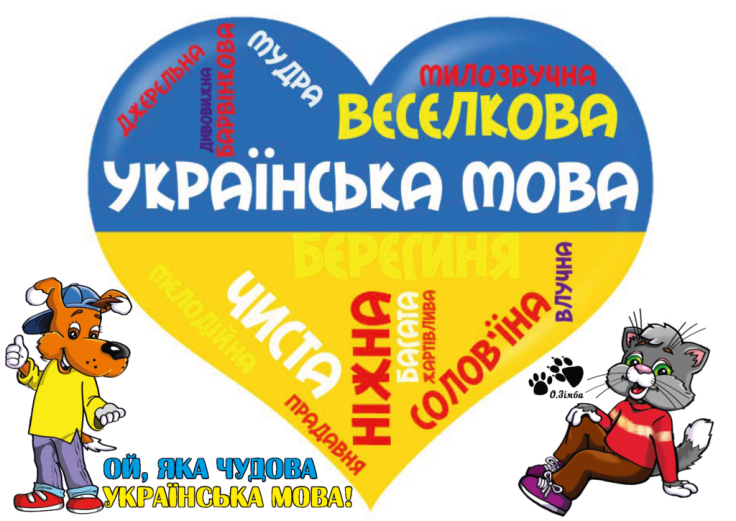 ДЖЕРЕЛЬНА
ДИВОВИЖНА
БАРВІНКОВА
МУДРА
МИЛОЗВУЧНА
ВЕСЕЛКОВА
УКРАЇНСЬКА МОВА
БЕРЕГИНЯ
МЕЛОДІЙНА
ЧИСТА
ПРАДАВНЯ
НІЖНА
БАГАТА
ХАРТІВЛИВА
СОЛОВ'ЇНА
ВЛУЧНА
О.Зімба
ОЙ, ЯКА ЧУДОВА
УКРАЇНСЬКА МОВА!